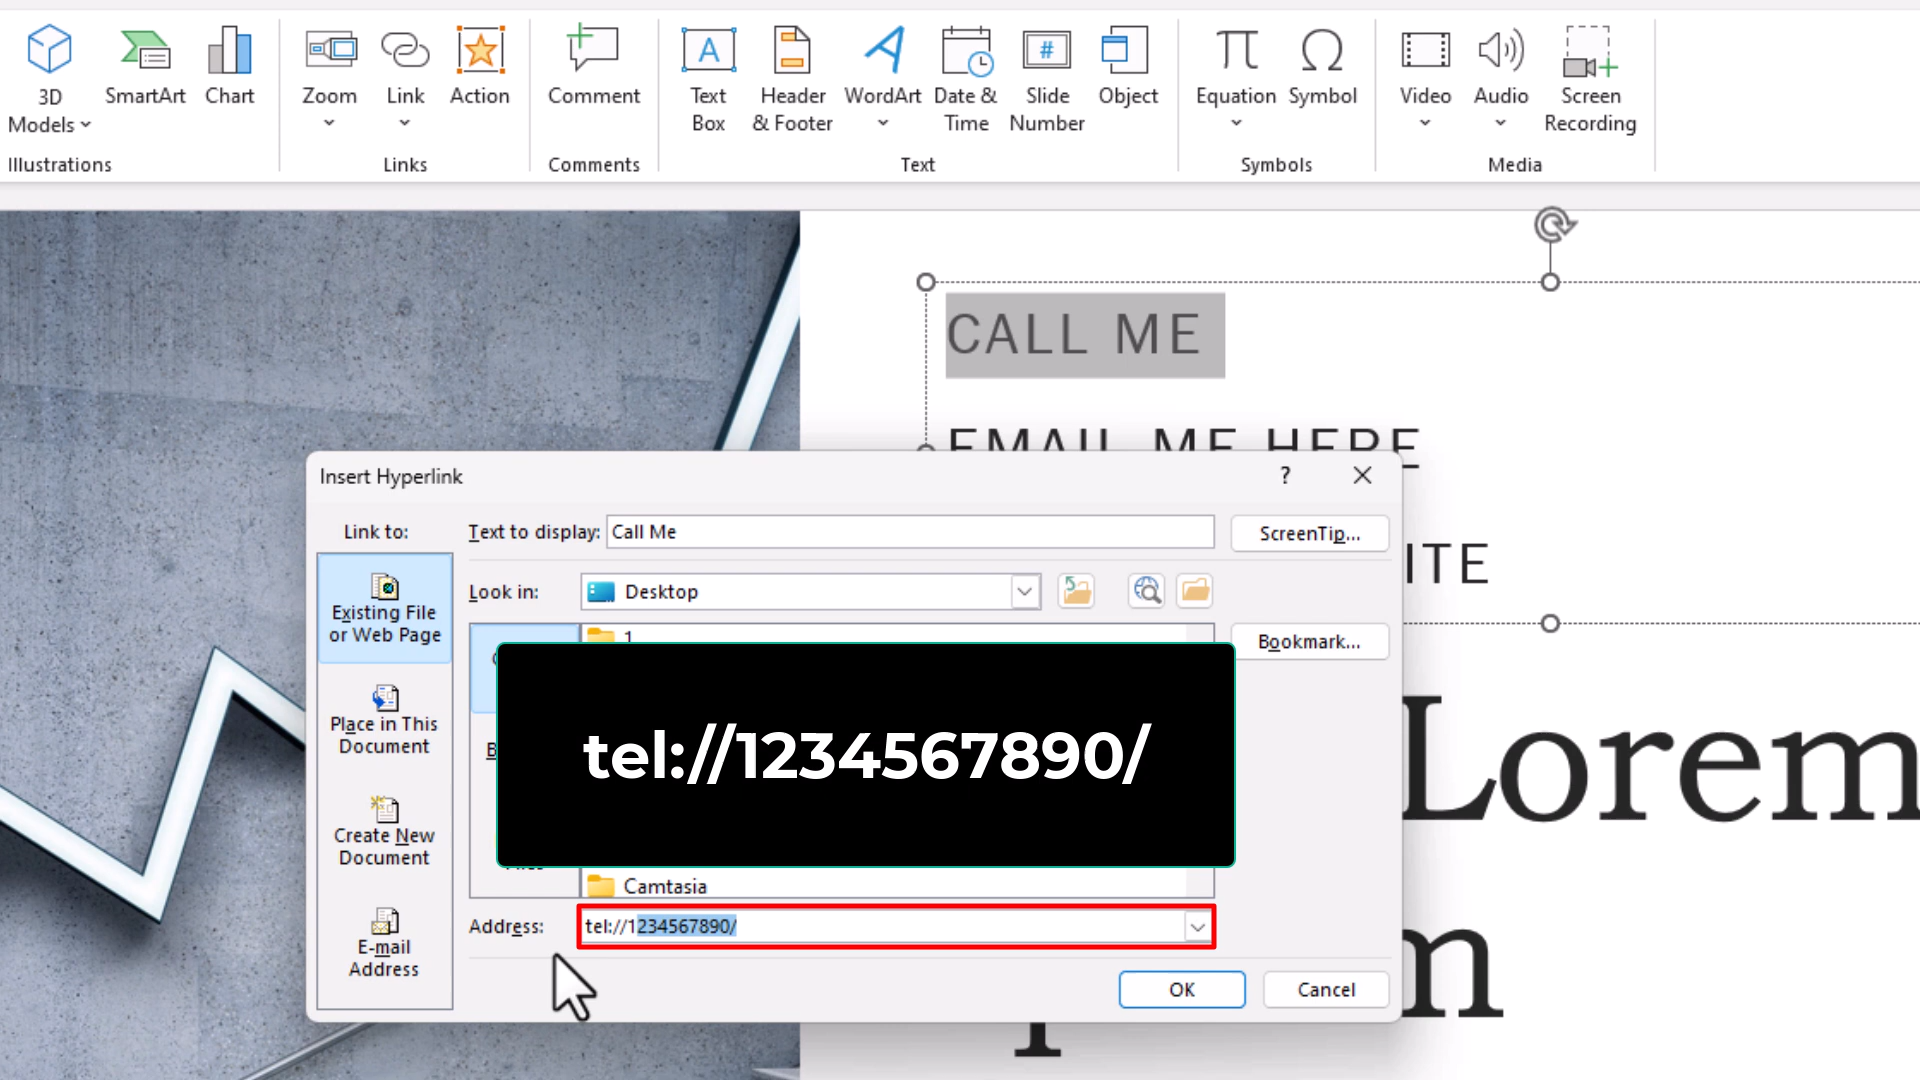 3D
Models
SmartArt
Chart
Illustrations
Zoom
Link
Action
Links
Comment
Comments
Text
Box
Header
& Footer
WordArt
Date &
Time
Slide
Number
Object
Text
Equation
Symbol
Symbols
Video
Audio
Screen
Recording
Media
CALL ME
EMAIL ME HERE
ITE
Lorem
Insert Hyperlink
?
Link to:
Text to display:
Call Me
ScreenTip...
Existing File
or Web Page
Look in:
Desktop
1
Bookmark...
Place in This
Document
tel://1234567890/
Create New
Document
Camtasia
E-mail
Address
Address:
tel://1234567890/
OK
Cancel